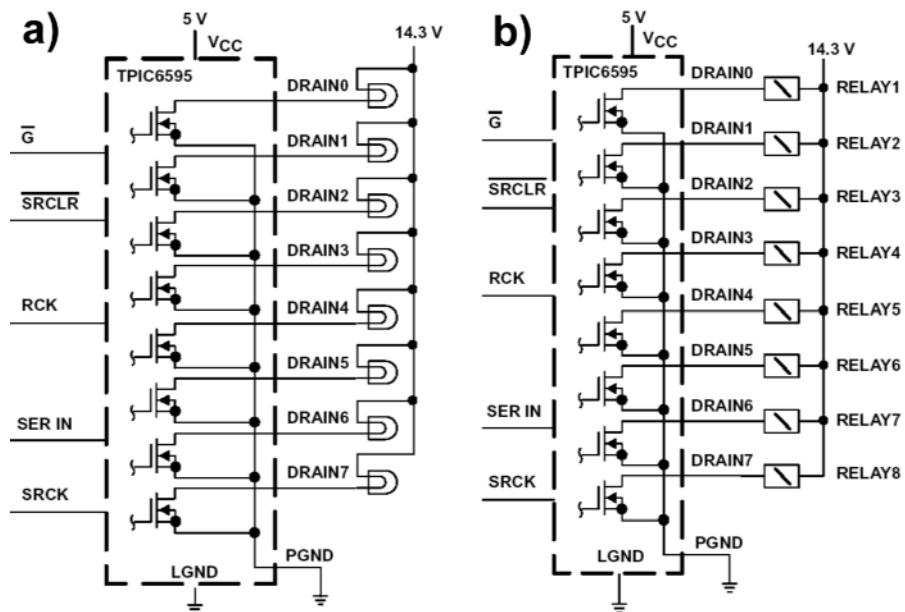 a)
5 V
VCC
14.3 V
TPIC6595
DRAIN0
G
DRAIN1
SRCLR
DRAIN2
DRAIN3
RCK
DRAIN4
DRAIN5
SER IN
DRAIN6
DRAIN7
SRCK
PGND
LGND
b)
5 V
VCC
14.3 V
TPIC6595
DRAIN0
RELAY1
G
DRAIN1
RELAY2
SRCLR
DRAIN2
RELAY3
DRAIN3
RELAY4
RCK
DRAIN4
RELAY5
DRAIN5
RELAY6
SER IN
DRAIN6
RELAY7
DRAIN7
RELAY8
SRCK
PGND
LGND